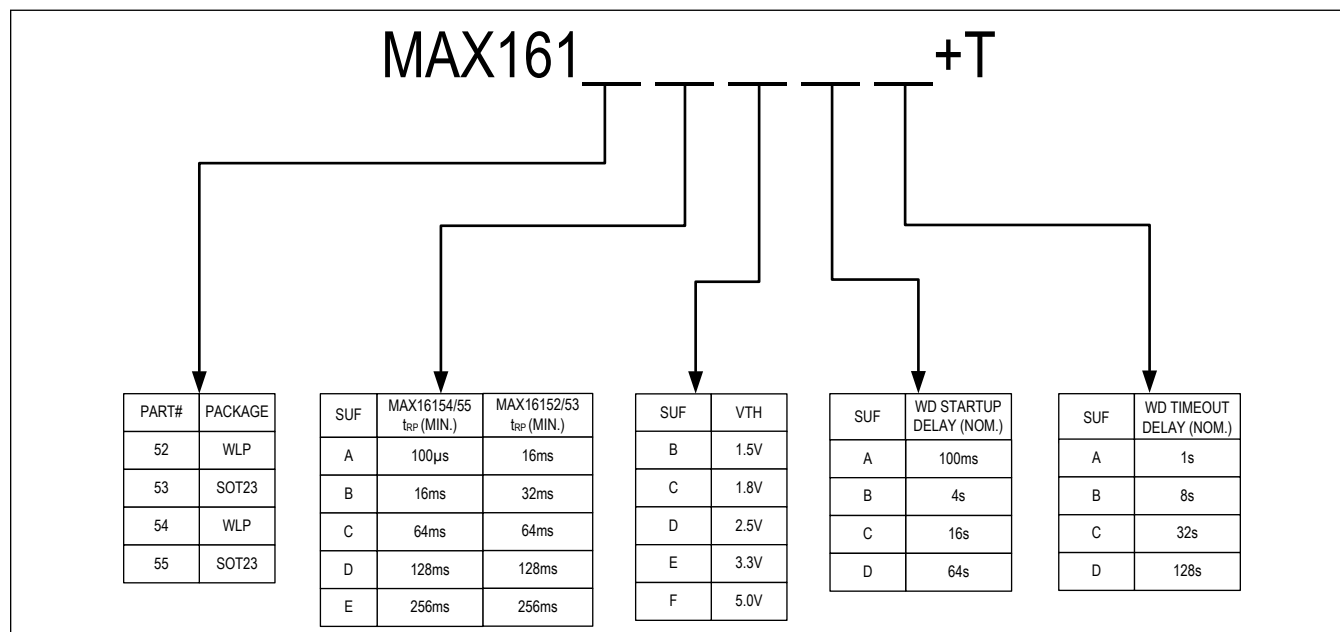 MAX161_ _ _ _ _+T
PART# PACKAGE
52 WLP
53 SOT23
54 WLP
55 SOT23
SUF MAX16154/55 tRP (MIN.) MAX16152/53 tRP (MIN.)
A 100µs 16ms
B 16ms 32ms
C 64ms 64ms
D 128ms 128ms
E 256ms 256ms
SUF VTH
B 1.5V
C 1.8V
D 2.5V
E 3.3V
F 5.0V
SUF WD STARTUP DELAY (NOM.)
A 100ms
B 4s
C 16s
D 64s
SUF WD TIMEOUT DELAY (NOM.)
A 1s
B 8s
C 32s
D 128s